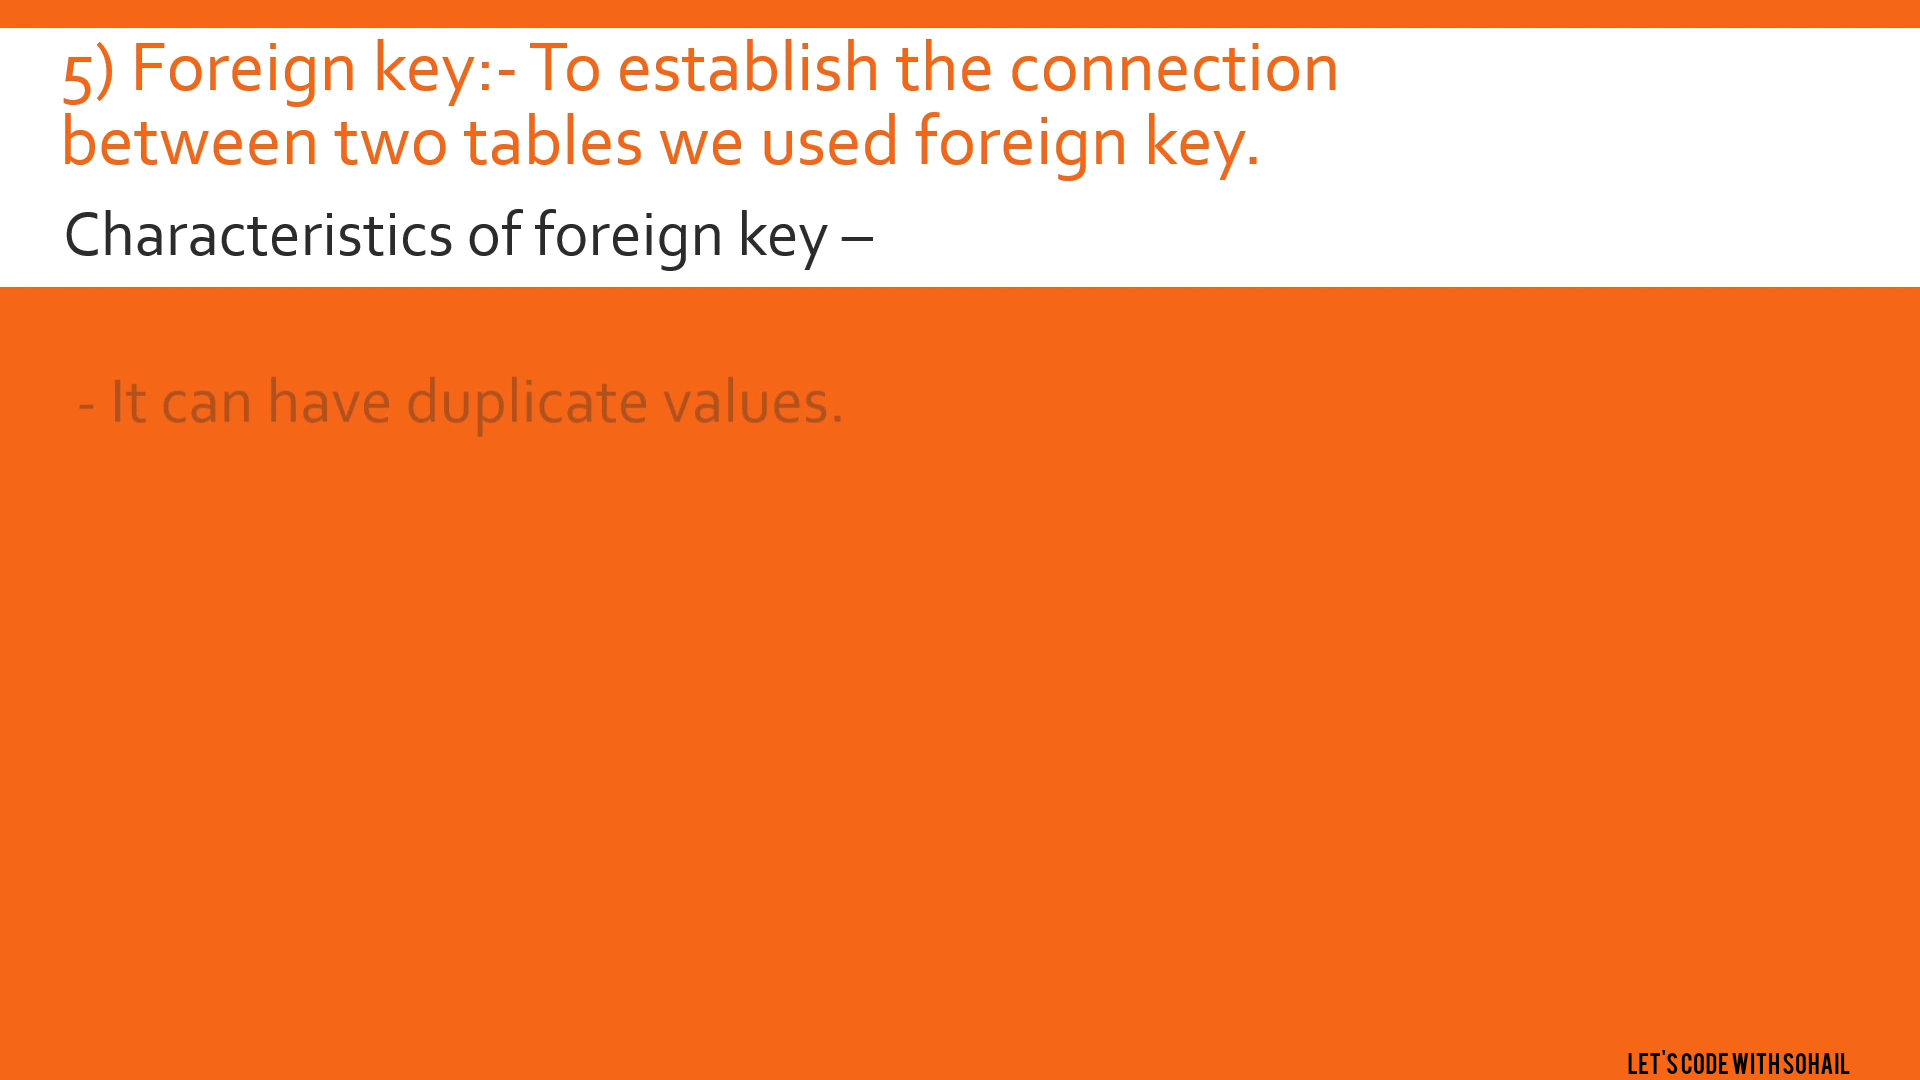 5) Foreign key:- To establish the connection
between two tables we used foreign key.
Characteristics of foreign key –
- It can have duplicate values.
LET'S CODE WITH SOHAIL